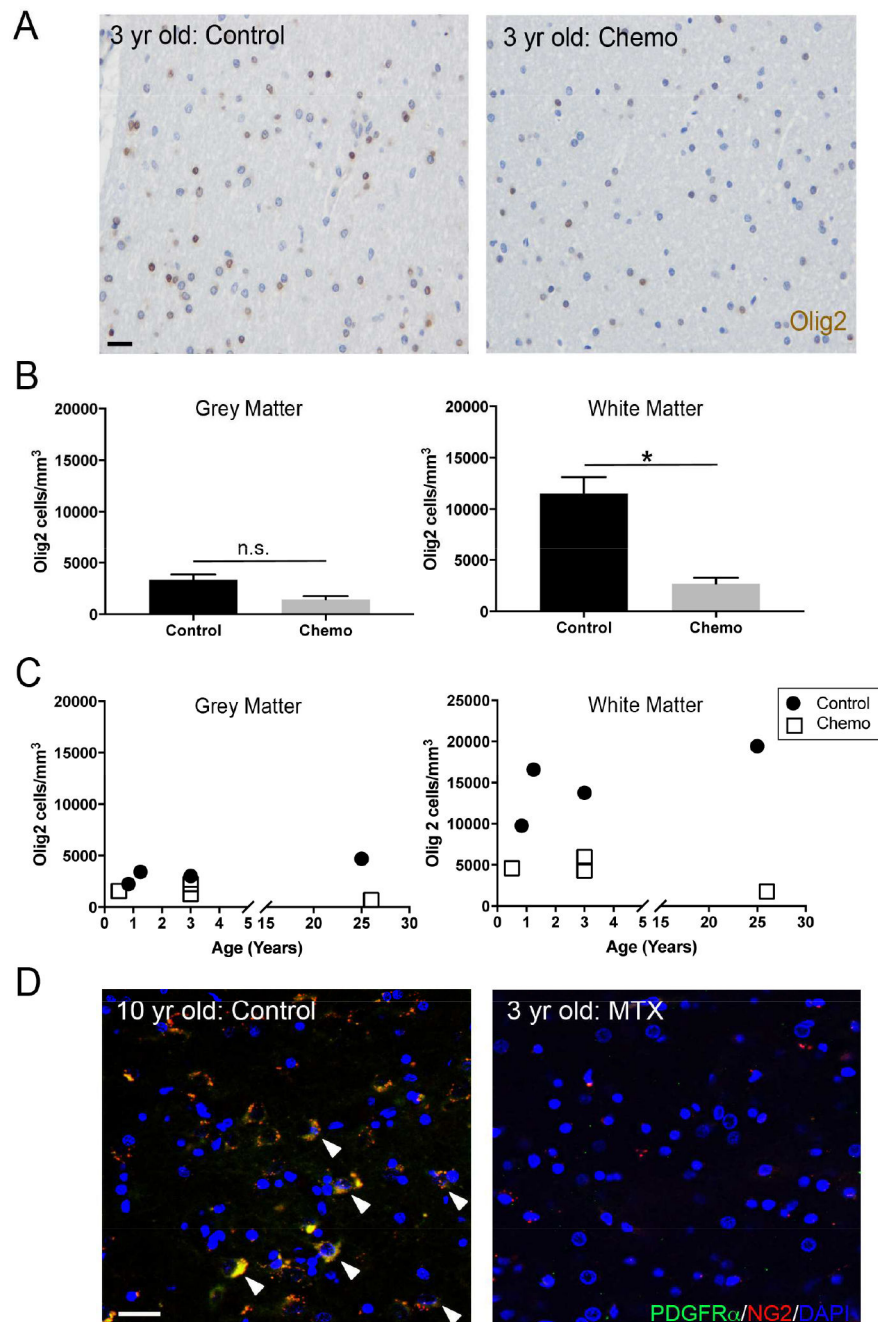 A
3 yr old: Control
3 yr old: Chemo
Olig2
B
Grey Matter
White Matter
Olig2 cells/mm³
20000
15000
10000
5000
0
n.s.
Control
Chemo
Olig2 cells/mm³
20000
15000
10000
5000
0
*
Control
Chemo
C
Grey Matter
White Matter
Control
Chemo
Olig2 cells/mm³
20000
15000
10000
5000
0
0 1 2 3 4 5 15 20 25 30
Age (Years)
Olig 2 cells/mm³
25000
20000
15000
10000
5000
0
0 1 2 3 4 5 15 20 25 30
Age (Years)
D
10 yr old: Control
3 yr old: MTX
PDGFRα/NG2/DAPI